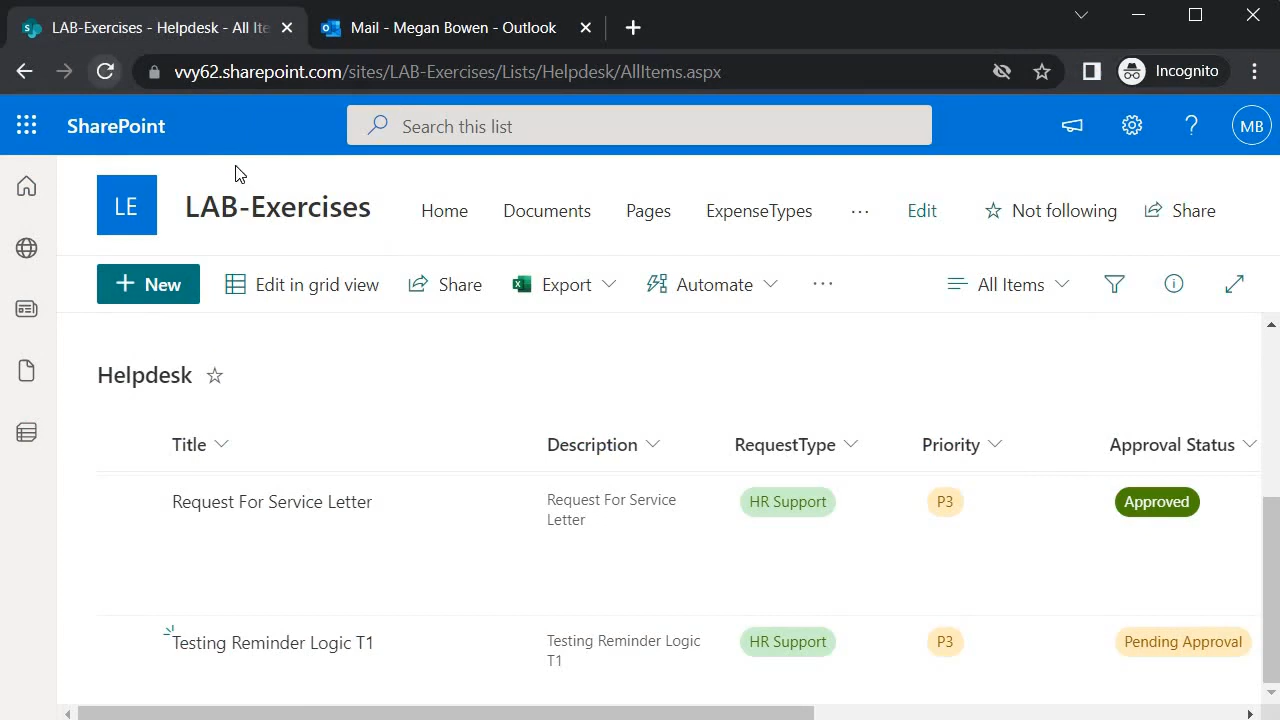 LAB-Exercises - Helpdesk - All Ite
Mail - Megan Bowen - Outlook
vvy62.sharepoint.com/sites/LAB-Exercises/Lists/Helpdesk/AllItems.aspx
Incognito
SharePoint
Search this list
MB
LE
LAB-Exercises
Home
Documents
Pages
ExpenseTypes
...
Edit
Not following
Share
New
Edit in grid view
Share
Export
Automate
...
All Items
Helpdesk
Title
Description
RequestType
Priority
Approval Status
Request For Service Letter
Request For Service
Letter
HR Support
P3
Approved
Testing Reminder Logic T1
Testing Reminder Logic
T1
HR Support
P3
Pending Approval